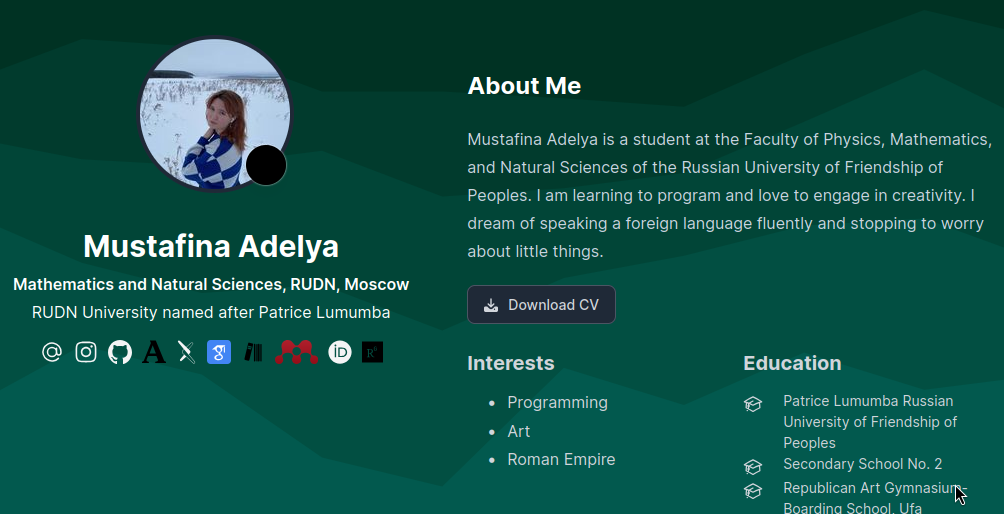 Mustafina Adelya
Mathematics and Natural Sciences, RUDN, Moscow
RUDN University named after Patrice Lumumba
iD
About Me
Mustafina Adelya is a student at the Faculty of Physics, Mathematics,
and Natural Sciences of the Russian University of Friendship of
Peoples. I am learning to program and love to engage in creativity. I
dream of speaking a foreign language fluently and stopping to worry
about little things.
Download CV
Interests
Programming
Art
Roman Empire
Education
Patrice Lumumba Russian
University of Friendship of
Peoples
Secondary School No. 2
Republican Art Gymnasium-
Boarding School, Ufa